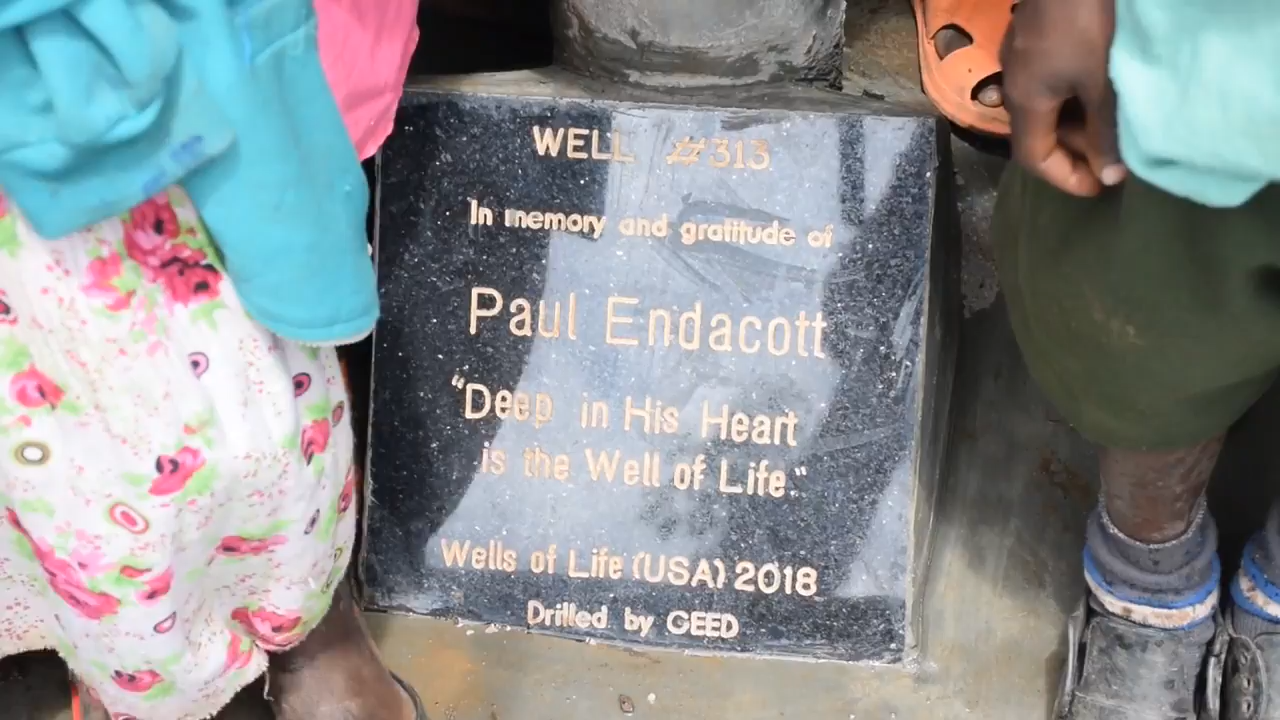 WELL #313
In memory and gratitude of
Paul Endacott
“Deep in His Heart
is the Well of Life“
Wells of Life (USA) 2018
Drilled by GEED